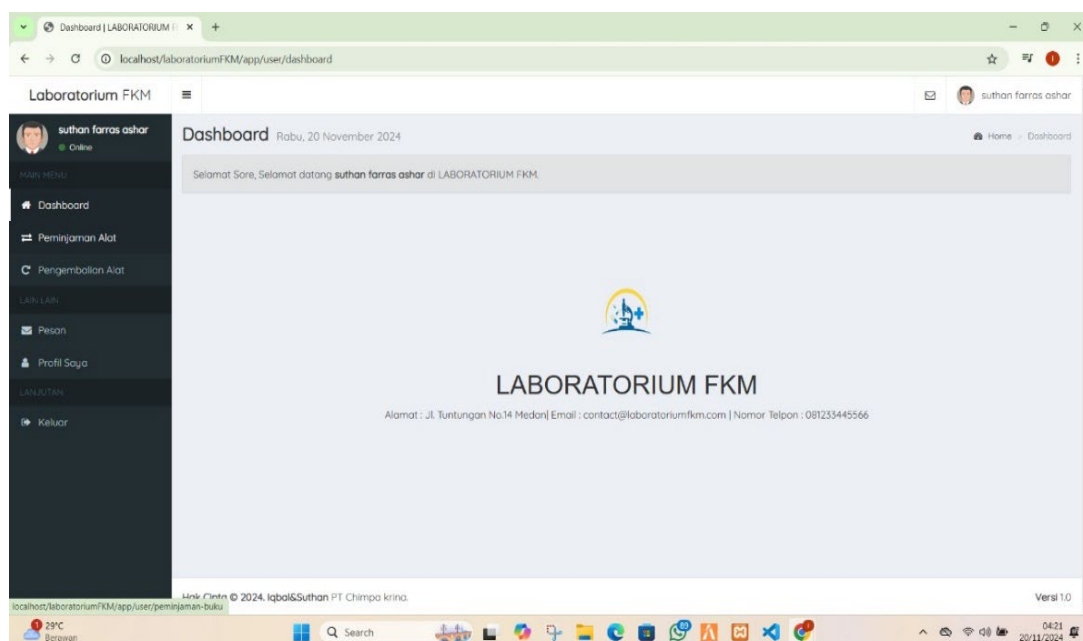 Dashboard | LABORATORIUM F
localhost/laboratoriumFKM/app/user/dashboard
Laboratorium FKM
suthan farras ashar
suthan farras ashar
Online
Dashboard Rabu, 20 November 2024
Home > Dashboard
MAIN MENU
Selamat Sore, Selamat datang suthan farras ashar di LABORATORIUM FKM.
Dashboard
Peminjaman Alat
Pengembalian Alat
LAIN LAIN
Pesan
Profil Saya
LANJUTAN
Keluar
LABORATORIUM FKM
Alamat : Jl. Tuntungan No.14 Medan| Email : contact@laboratoriumfkm.com | Nomor Telpon : 081233445566
Hak Cipta © 2024. Iqbal&Suthan PT Chimpa krina.
Versi 1.0
localhost/laboratoriumFKM/app/user/peminjaman-buku
29°C
Berawan
Search
04:21
20/11/2024